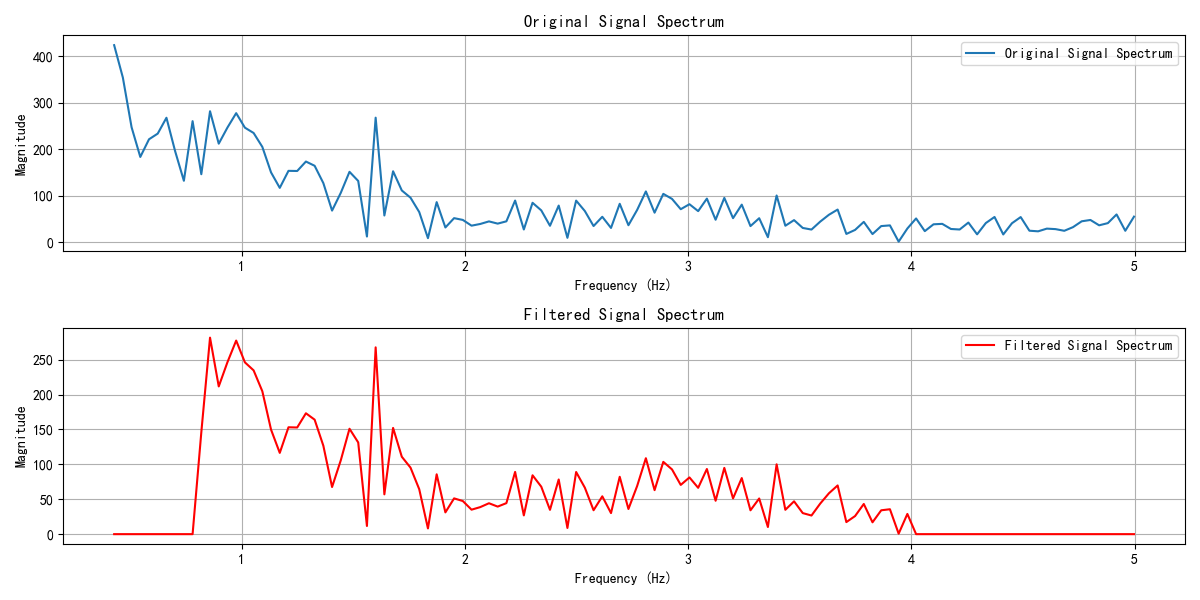 Original Signal Spectrum
Original Signal Spectrum
Magnitude
400
300
200
100
0
1 2 3 4 5
Frequency (Hz)
Filtered Signal Spectrum
Filtered Signal Spectrum
Magnitude
250
200
150
100
50
0
1 2 3 4 5
Frequency (Hz)